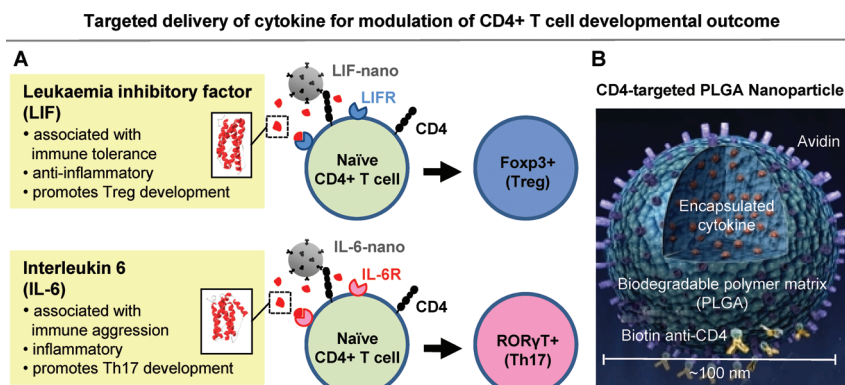 Targeted delivery of cytokine for modulation of CD4+ T cell developmental outcome
A
Leukaemia inhibitory factor
(LIF)
• associated with
immune tolerance
• anti-inflammatory
• promotes Treg development
LIF-nano
LIFR
CD4
Naïve
CD4+ T cell
Foxp3+
(Treg)
Interleukin 6
(IL-6)
• associated with
immune aggression
• inflammatory
• promotes Th17 development
IL-6-nano
IL-6R
CD4
Naïve
CD4+ T cell
RORγT+
(Th17)
B
CD4-targeted PLGA Nanoparticle
Avidin
Encapsulated
cytokine
Biodegradable polymer matrix
(PLGA)
Biotin anti-CD4
~100 nm